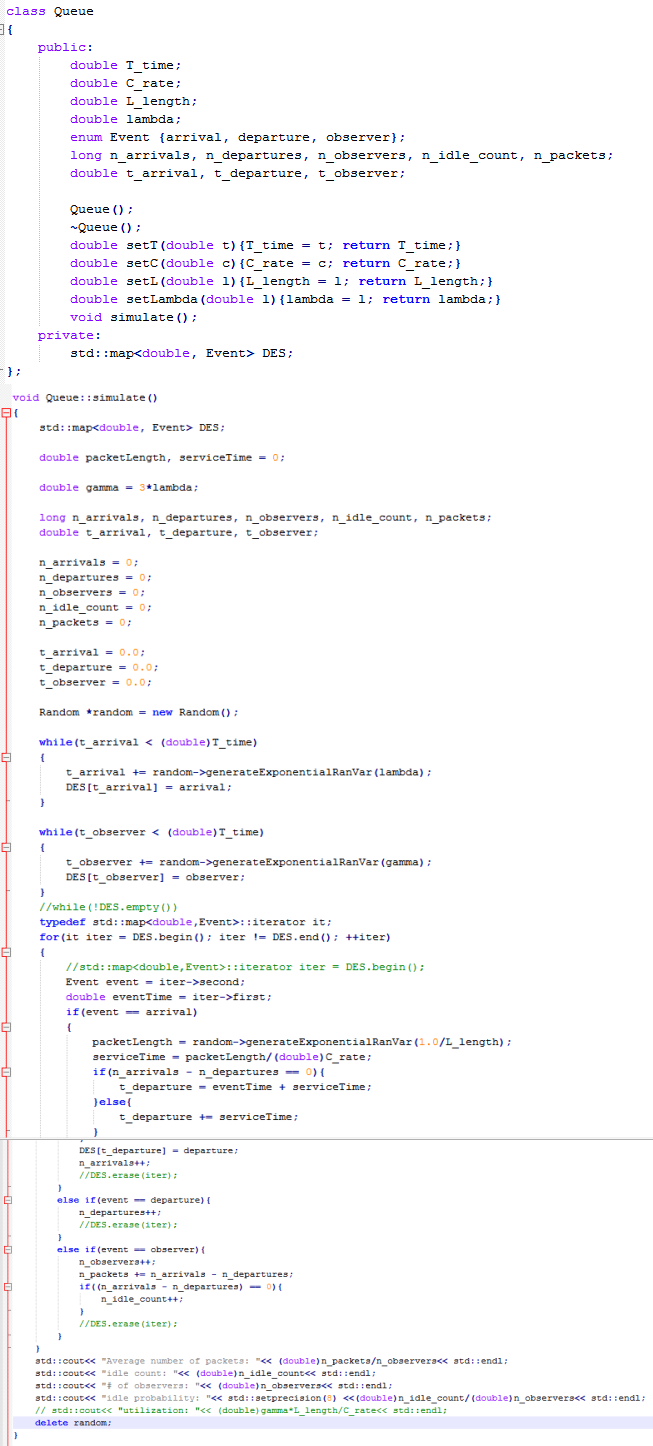 class Queue
{
    public:
        double T_time;
        double C_rate;
        double L_length;
        double lambda;
        enum Event {arrival, departure, observer};
        long n_arrivals, n_departures, n_observers, n_idle_count, n_packets;
        double t_arrival, t_departure, t_observer;

        Queue();
        ~Queue();
        double setT(double t){T_time = t; return T_time;}
        double setC(double c){C_rate = c; return C_rate;}
        double setL(double l){L_length = l; return L_length;}
        double setLambda(double l){lambda = l; return lambda;}
        void simulate();
    private:
        std::map<double, Event> DES;
};
void Queue::simulate()
{
    std::map<double, Event> DES;

    double packetLength, serviceTime = 0;

    double gamma = 3*lambda;

    long n_arrivals, n_departures, n_observers, n_idle_count, n_packets;
    double t_arrival, t_departure, t_observer;

    n_arrivals = 0;
    n_departures = 0;
    n_observers = 0;
    n_idle_count = 0;
    n_packets = 0;

    t_arrival = 0.0;
    t_departure = 0.0;
    t_observer = 0.0;

    Random *random = new Random();

    while(t_arrival < (double)T_time)
    {
        t_arrival += random->generateExponentialRanVar(lambda);
        DES[t_arrival] = arrival;
    }

    while(t_observer < (double)T_time)
    {
        t_observer += random->generateExponentialRanVar(gamma);
        DES[t_observer] = observer;
    }
    //while(!DES.empty())
    typedef std::map<double,Event>::iterator it;
    for(it iter = DES.begin(); iter != DES.end(); ++iter)
    {
        //std::map<double,Event>::iterator iter = DES.begin();
        Event event = iter->second;
        double eventTime = iter->first;
        if(event == arrival)
        {
            packetLength = random->generateExponentialRanVar(1.0/L_length);
            serviceTime = packetLength/(double)C_rate;
            if(n_arrivals - n_departures == 0){
                t_departure = eventTime + serviceTime;
            }else{
                t_departure += serviceTime;
            }
            DES[t_departure] = departure;
            n_arrivals++;
            //DES.erase(iter);
        }
        else if(event == departure){
            n_departures++;
            //DES.erase(iter);
        }
        else if(event == observer){
            n_observers++;
            n_packets += n_arrivals - n_departures;
            if((n_arrivals - n_departures) == 0){
                n_idle_count++;
            }
            //DES.erase(iter);
        }
    }
    std::cout<< "Average number of packets: "<< (double)n_packets/n_observers<< std::endl;
    std::cout<< "idle count: "<< (double)n_idle_count<< std::endl;
    std::cout<< "# of observers: "<< (double)n_observers<< std::endl;
    std::cout<< "idle probability: "<< std::setprecision(8) <<(double)n_idle_count/(double)n_observers<< std::endl;
    // std::cout<< "utilization: "<< (double)gamma*L_length/C_rate<< std::endl;
    delete random;
}